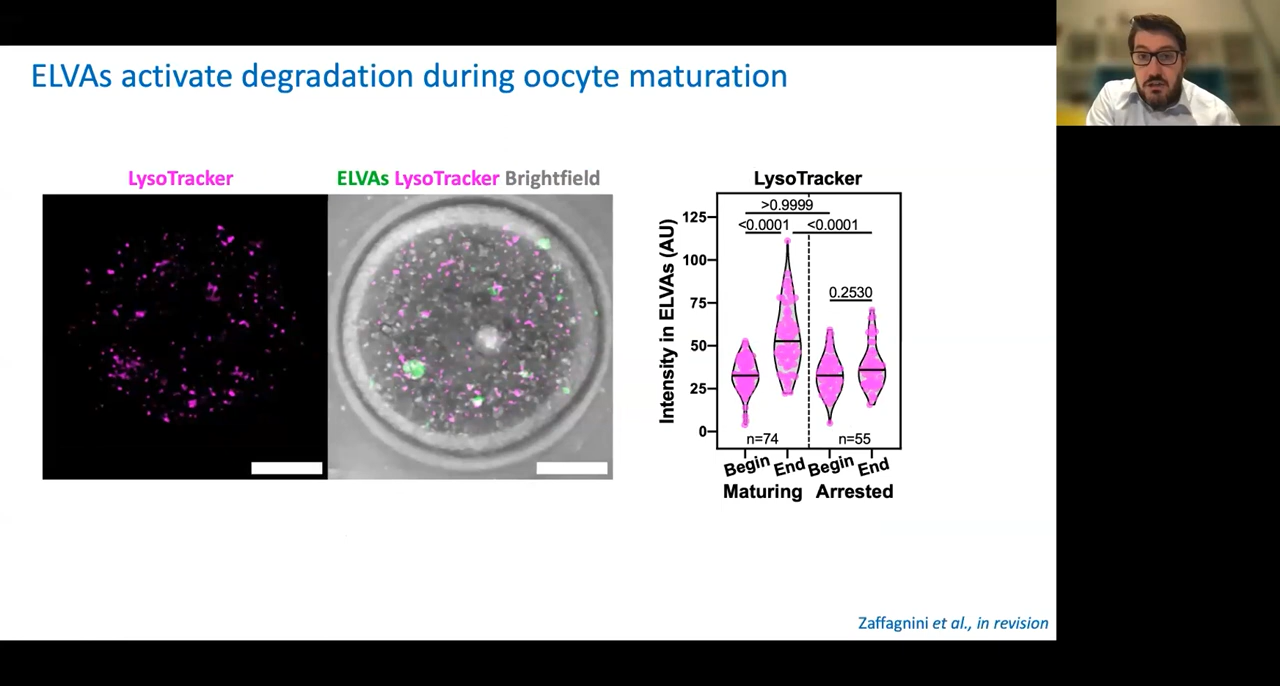 ELVAs activate degradation during oocyte maturation
LysoTracker
ELVAs LysoTracker Brightfield
LysoTracker
>0.9999
<0.0001
<0.0001
0.2530
Intensity in ELVAs (AU)
125
100
75
50
25
0
n=74
n=55
Begin
End
Begin
End
Maturing
Arrested
Zaffagnini et al., in revision